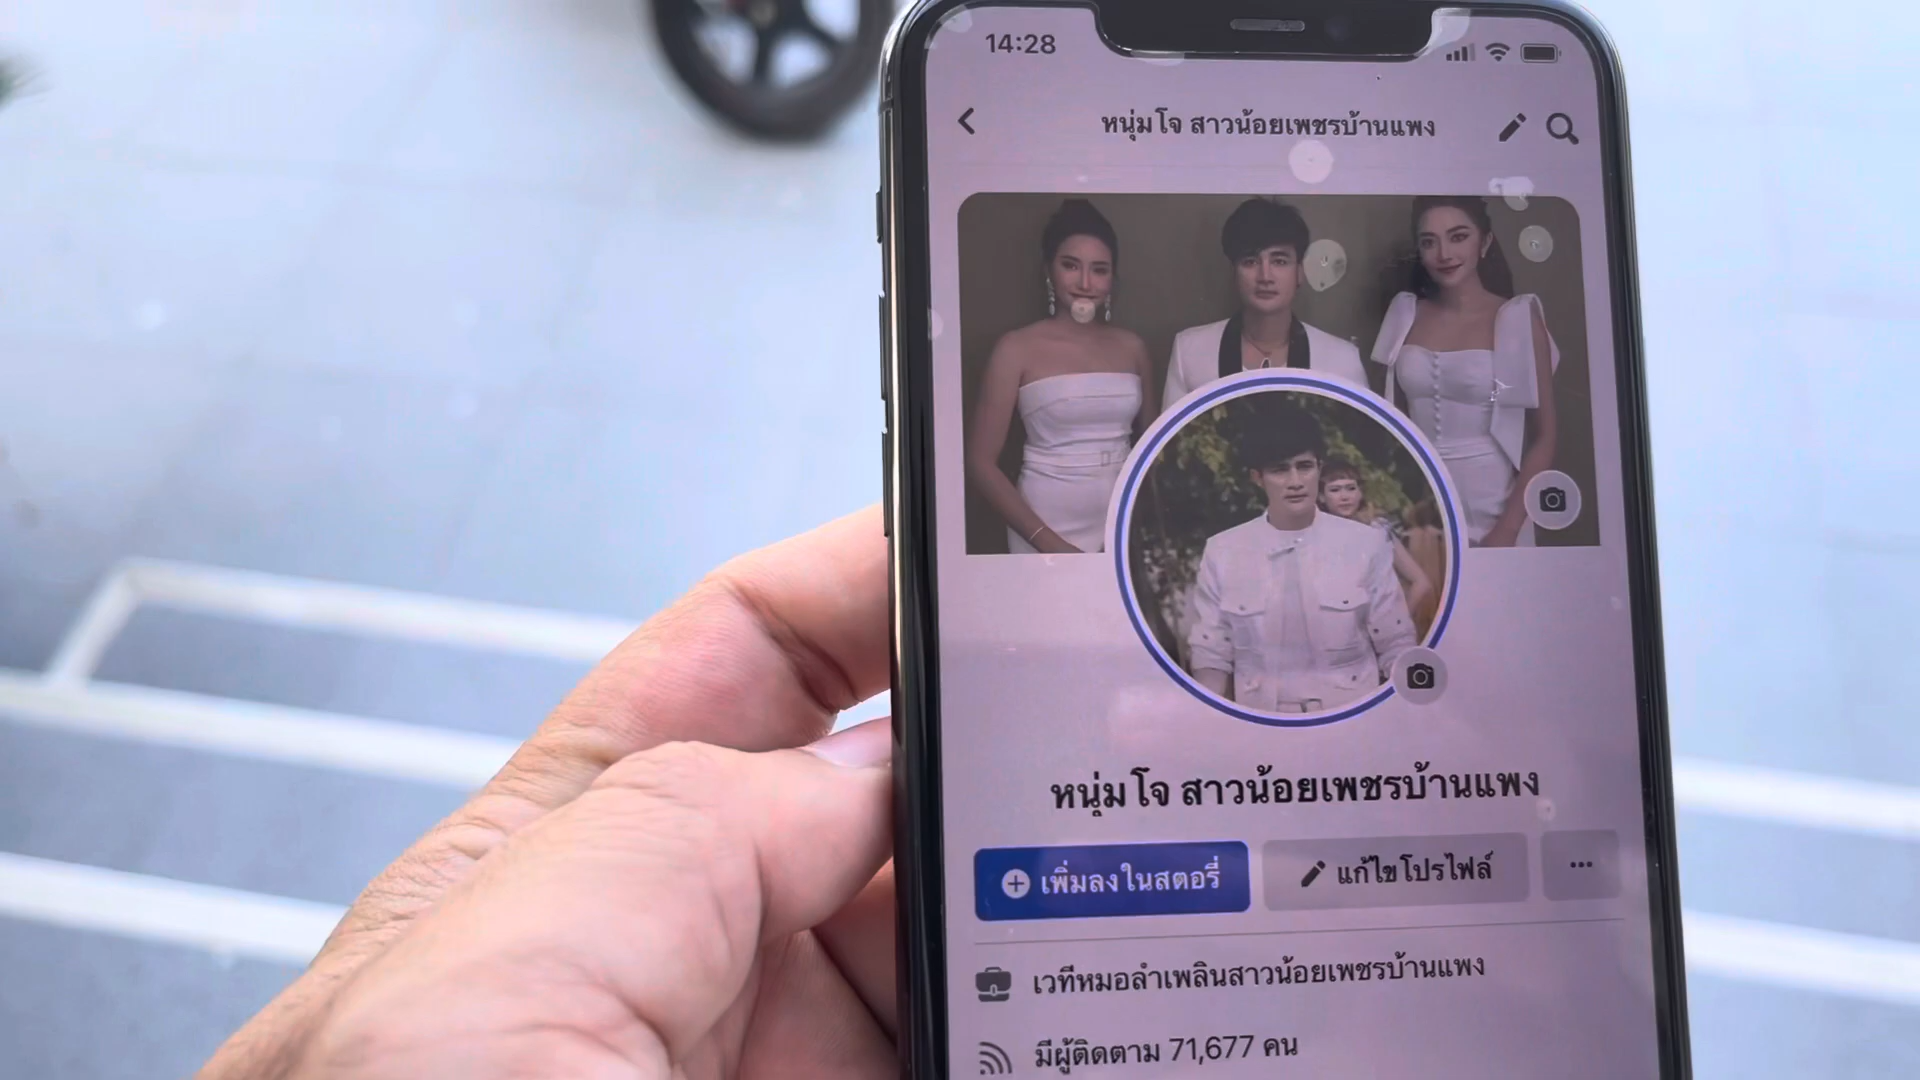 14:28
หนุ่มโจ สาวน้อยเพชรบ้านแพง
หนุ่มโจ สาวน้อยเพชรบ้านแพง
เพิ่มลงในสตอรี่
แก้ไขโปรไฟล์
เวทีหมอลำเพลินสาวน้อยเพชรบ้านแพง
มีผู้ติดตาม 71,677 คน